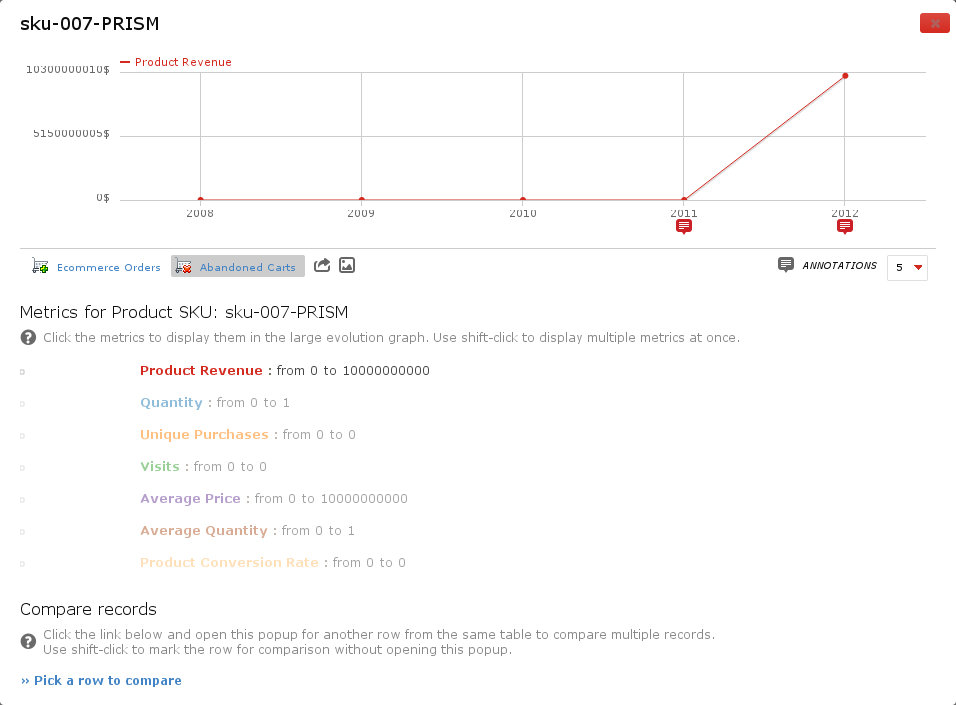 sku-007-PRISM
Product Revenue
10300000010$
5150000005$
0$
2008 2009 2010 2011 2012
Ecommerce Orders Abandoned Carts ANNOTATIONS 5
Metrics for Product SKU: sku-007-PRISM
Click the metrics to display them in the large evolution graph. Use shift-click to display multiple metrics at once.
Product Revenue : from 0 to 10000000000
Quantity : from 0 to 1
Unique Purchases : from 0 to 0
Visits : from 0 to 0
Average Price : from 0 to 10000000000
Average Quantity : from 0 to 1
Product Conversion Rate : from 0 to 0
Compare records
Click the link below and open this popup for another row from the same table to compare multiple records.
Use shift-click to mark the row for comparison without opening this popup.
» Pick a row to compare